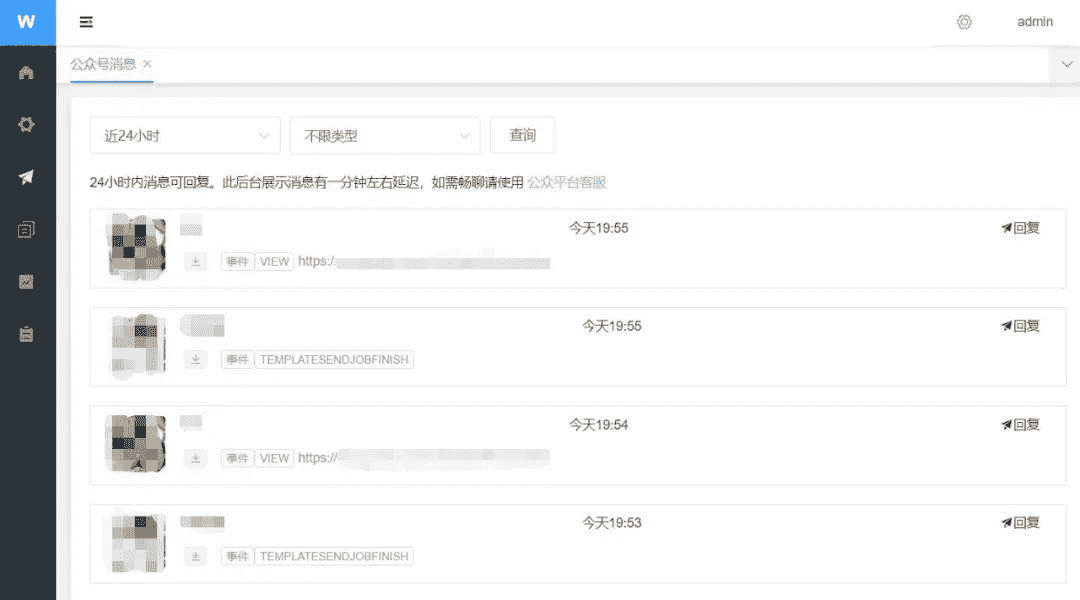 W
admin
公众号消息 ×
近24小时 不限类型 查询
24小时内消息可回复。此后台展示消息有一分钟左右延迟，如需畅聊请使用 公众平台客服
今天19:55 回复
事件 VIEW https:/
今天19:55 回复
事件 TEMPLATESENDJOBFINISH
今天19:54 回复
事件 VIEW https://
今天19:53 回复
事件 TEMPLATESENDJOBFINISH